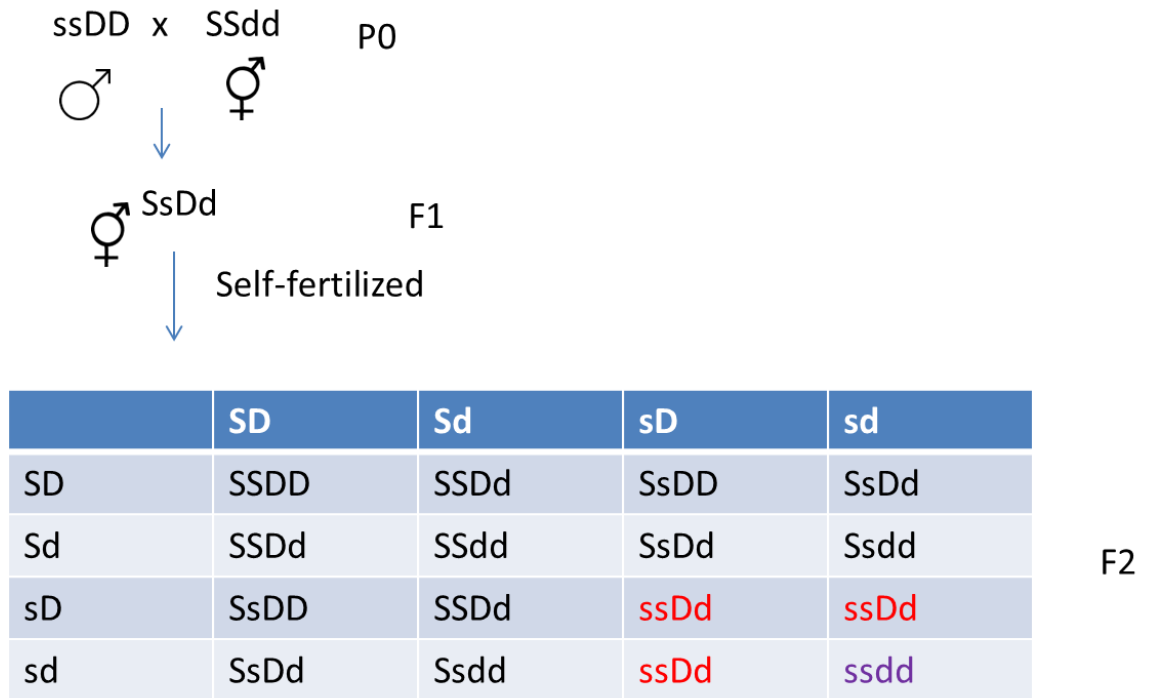 ssDD x SSdd P0
SsDd F1
Self-fertilized
SD Sd sD sd
SD SSDD SSDd SsDD SsDd
Sd SSDd SSdd SsDd Ssdd
F2
sD SsDD SSDd ssDd ssDd
sd SsDd Ssdd ssDd ssdd